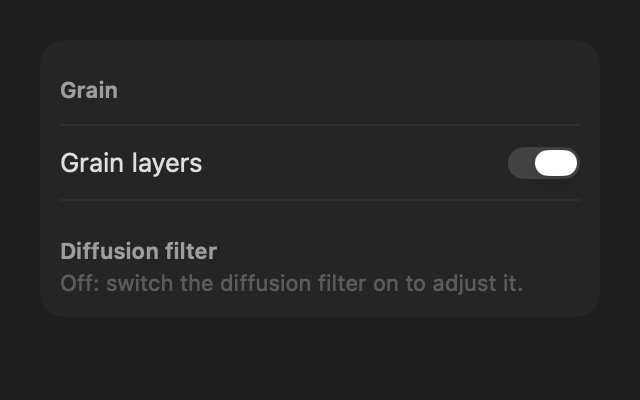 Grain
Grain layers
Diffusion filter
Off: switch the diffusion filter on to adjust it.